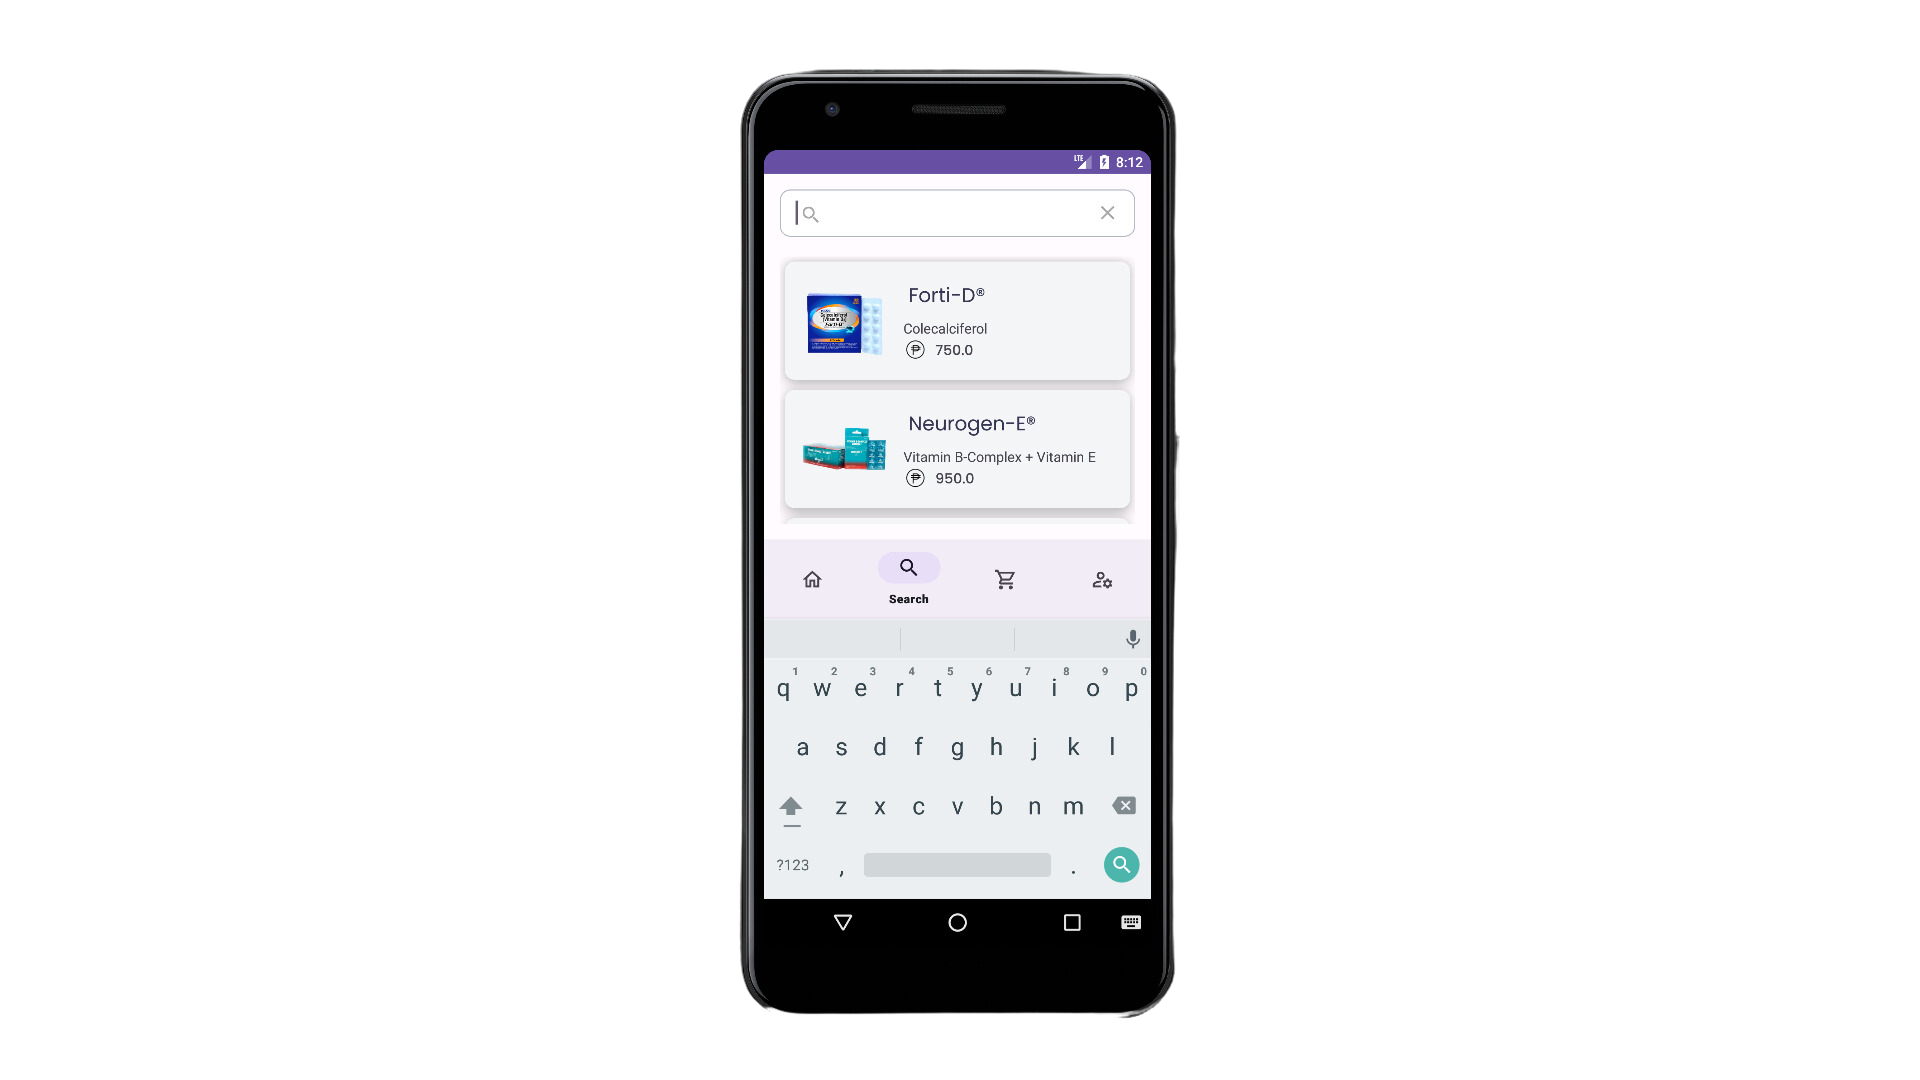 LTE 8:12
Forti-D®
Colecalciferol
₱ 750.0
Neurogen-E®
Vitamin B-Complex + Vitamin E
₱ 950.0
Search
1 2 3 4 5 6 7 8 9 0
q w e r t y u i o p
a s d f g h j k l
z x c v b n m
?123 , .